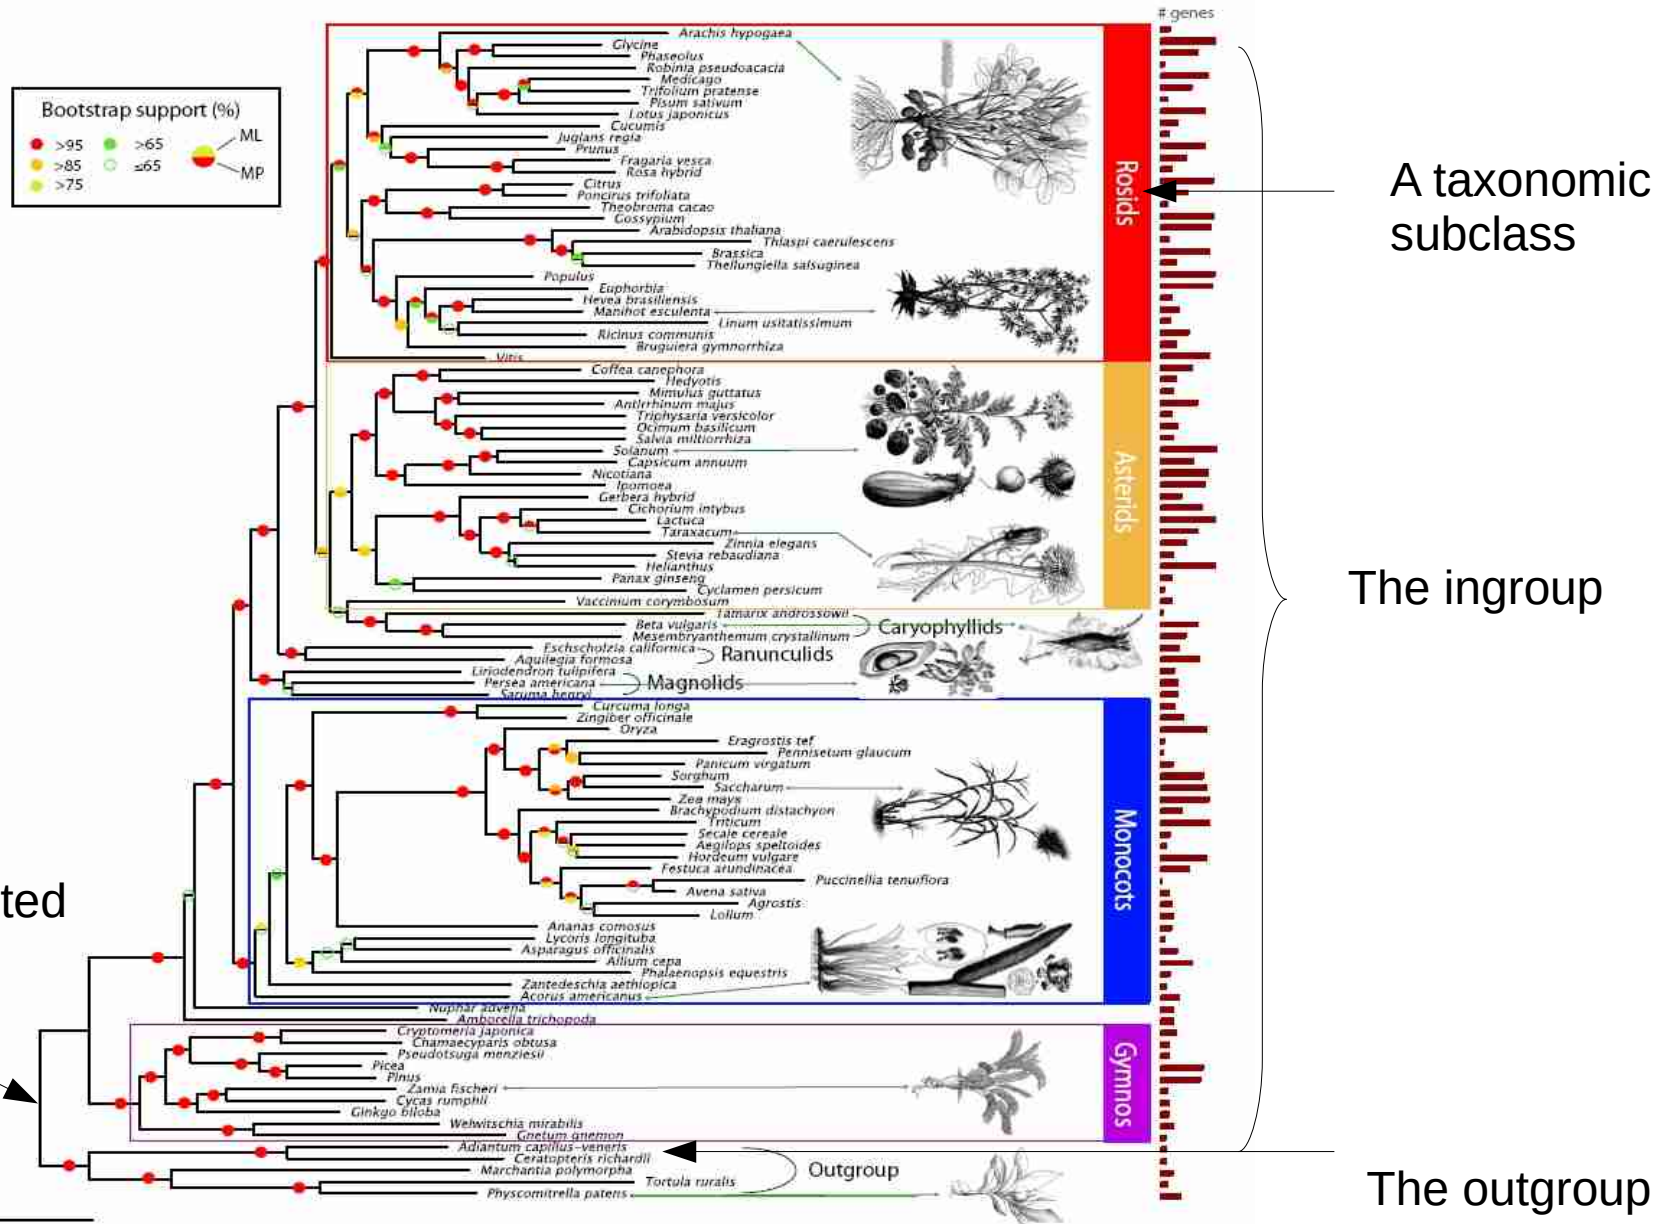 # genes
Bootstrap support (%)
>95 >65 ML
>85 ≤65 MP
>75
Arachis hypogaea
Glycine
Phaseolus
Robinia pseudoacacia
Medicago
Trifolium pratense
Pisum sativum
Lotus japonicus
Cucumis
Juglans regia
Prunus
Fragaria vesca
Rosa hybrid
Citrus
Poncirus trifoliata
Theobroma cacao
Gossypium
Arabidopsis thaliana
Thlaspi caerulescens
Brassica
Thellungiella salsuginea
Populus
Euphorbia
Hevea brasiliensis
Manihot esculenta
Linum usitatissimum
Ricinus communis
Bruguiera gymnorrhiza
Vitis
Rosids
A taxonomic
subclass
Coffea canephora
Hedyotis
Mimulus guttatus
Antirrhinum majus
Triphysaria versicolor
Ocimum basilicum
Salvia miltiorrhiza
Solanum
Capsicum annuum
Nicotiana
Ipomoea
Gerbera hybrid
Cichorium intybus
Lactuca
Taraxacum
Zinnia elegans
Stevia rebaudiana
Helianthus
Panax ginseng
Cyclamen persicum
Vaccinium corymbosum
Asterids
The ingroup
Tamarix androssowii
Beta vulgaris
Mesembryanthemum crystallinum
Caryophyllids
Eschscholzia californica
Aquilegia formosa
Ranunculids
Liriodendron tulipifera
Persea americana
Saruma henryi
Magnolids
Curcuma longa
Zingiber officinale
Oryza
Eragrostis tef
Pennisetum glaucum
Panicum virgatum
Sorghum
Saccharum
Zea mays
Brachypodium distachyon
Triticum
Secale cereale
Aegilops speltoides
Hordeum vulgare
Festuca arundinacea
Puccinellia tenuiflora
Avena sativa
Agrostis
Lolium
Ananas comosus
Lycoris longituba
Asparagus officinalis
Allium cepa
Phalaenopsis equestris
Zantedeschia aethiopica
Acorus americanus
Monocots
ted
Nuphar advena
Amborella trichopoda
Cryptomeria japonica
Chamaecyparis obtusa
Pseudotsuga menziesii
Picea
Pinus
Zamia fischeri
Cycas rumphii
Ginkgo biloba
Welwitschia mirabilis
Gnetum gnemon
Gymnos
Adiantum capillus-veneris
Ceratopteris richardii
Marchantia polymorpha
Tortula ruralis
Physcomitrella patens
Outgroup
The outgroup